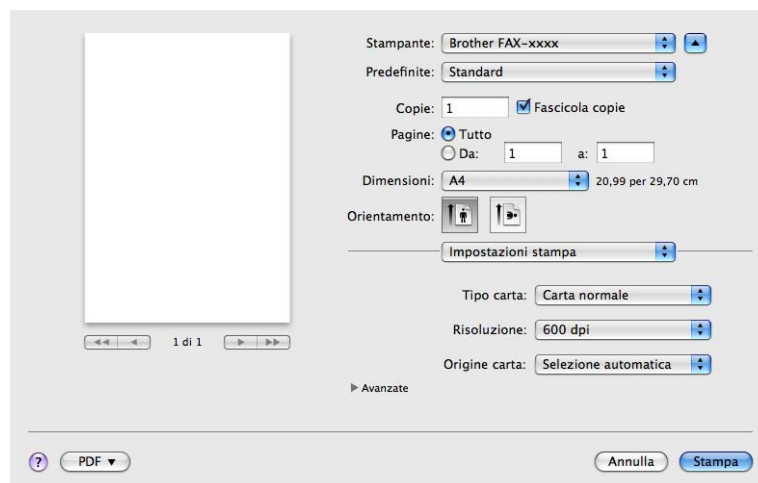 Stampante: Brother FAX-xxxx
Predefinite: Standard
Copie: 1 Fascicola copie
Pagine: Tutto
Da: 1 a: 1
Dimensioni: A4 20,99 per 29,70 cm
Orientamento:
Impostazioni stampa
Tipo carta: Carta normale
Risoluzione: 600 dpi
1 di 1
Origine carta: Selezione automatica
Avanzate
? PDF Annulla Stampa